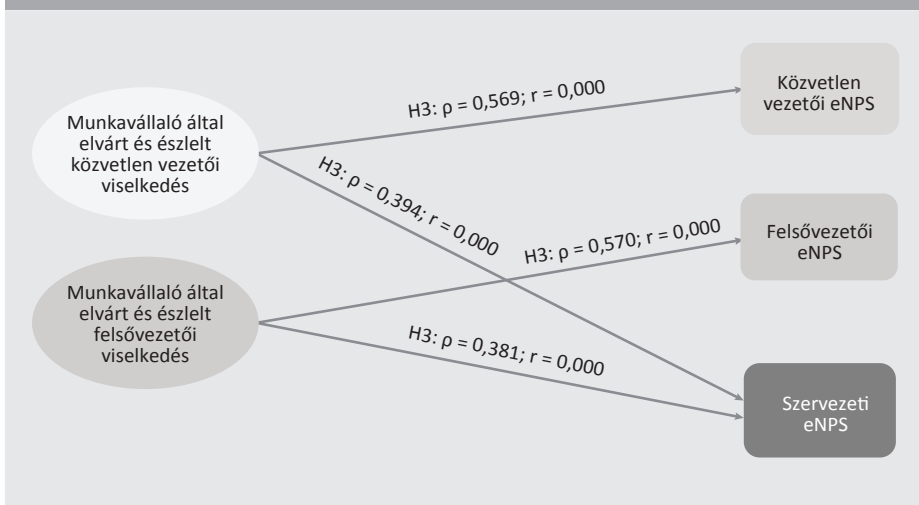 Munkavállaló által
elvárt és észlelt
közvetlen vezetői
viselkedés
Munkavállaló által
elvárt és észlelt
felsővezetői
viselkedés
H3: ρ = 0,569; r = 0,000
H3: ρ = 0,394; r = 0,000
H3: ρ = 0,570; r = 0,000
H3: ρ = 0,381; r = 0,000
Közvetlen
vezetői eNPS
Felsővezetői
eNPS
Szervezeti
eNPS